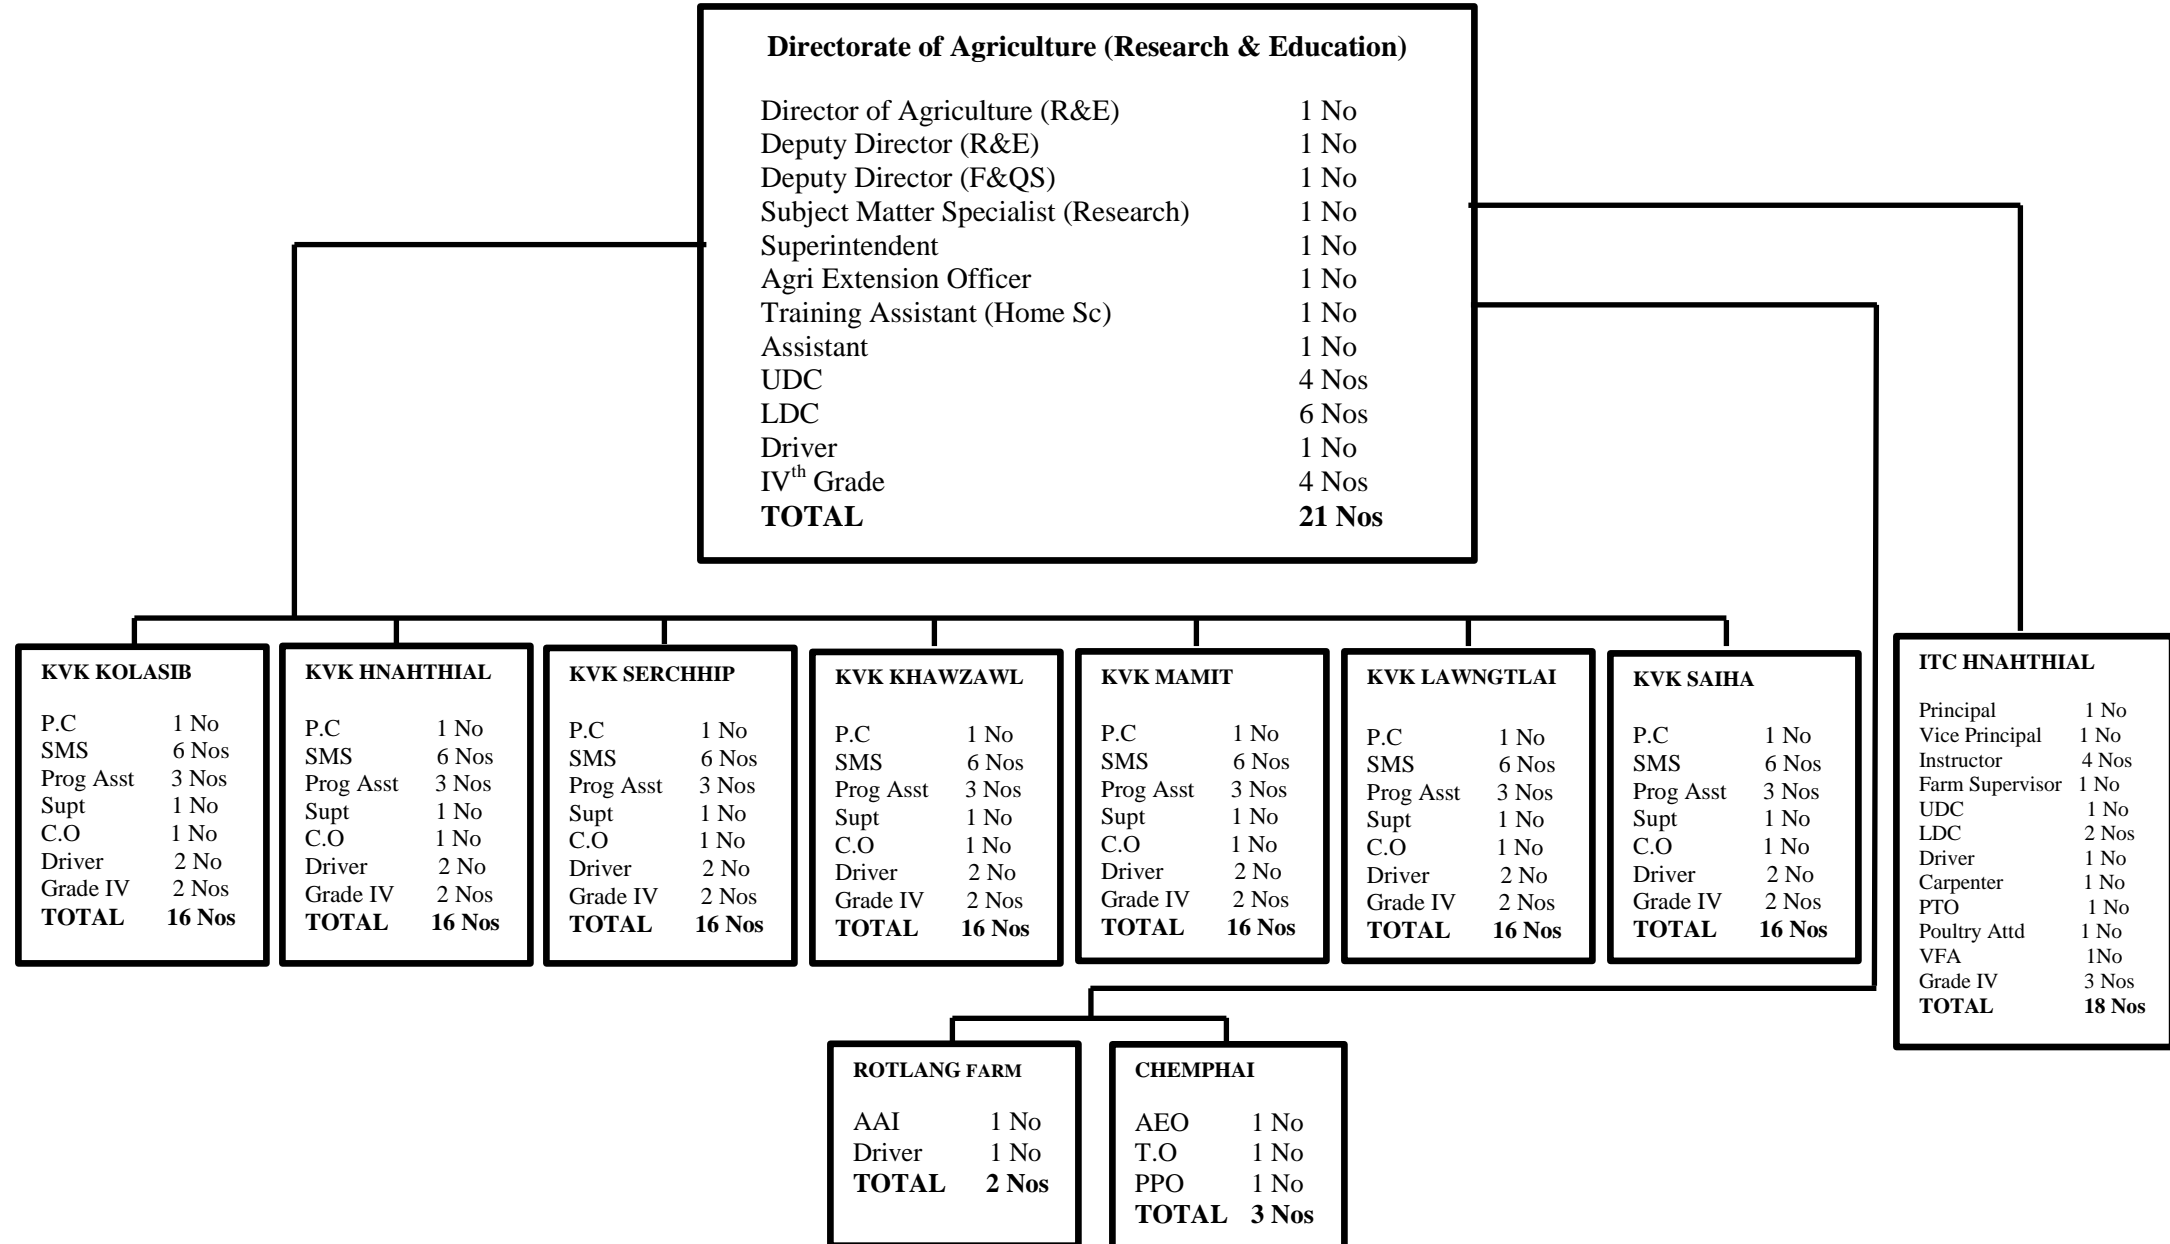 Directorate of Agriculture (Research & Education)
Director of Agriculture (R&E) 1 No
Deputy Director (R&E) 1 No
Deputy Director (F&QS) 1 No
Subject Matter Specialist (Research) 1 No
Superintendent 1 No
Agri Extension Officer 1 No
Training Assistant (Home Sc) 1 No
Assistant 1 No
UDC 4 Nos
LDC 6 Nos
Driver 1 No
IVth Grade 4 Nos
TOTAL 21 Nos
KVK KOLASIB
P.C 1 No
SMS 6 Nos
Prog Asst 3 Nos
Supt 1 No
C.O 1 No
Driver 2 No
Grade IV 2 Nos
TOTAL 16 Nos
KVK HNAHTHIAL
P.C 1 No
SMS 6 Nos
Prog Asst 3 Nos
Supt 1 No
C.O 1 No
Driver 2 No
Grade IV 2 Nos
TOTAL 16 Nos
KVK SERCHHIP
P.C 1 No
SMS 6 Nos
Prog Asst 3 Nos
Supt 1 No
C.O 1 No
Driver 2 No
Grade IV 2 Nos
TOTAL 16 Nos
KVK KHAWZAWL
P.C 1 No
SMS 6 Nos
Prog Asst 3 Nos
Supt 1 No
C.O 1 No
Driver 2 No
Grade IV 2 Nos
TOTAL 16 Nos
KVK MAMIT
P.C 1 No
SMS 6 Nos
Prog Asst 3 Nos
Supt 1 No
C.O 1 No
Driver 2 No
Grade IV 2 Nos
TOTAL 16 Nos
KVK LAWNGTLAI
P.C 1 No
SMS 6 Nos
Prog Asst 3 Nos
Supt 1 No
C.O 1 No
Driver 2 No
Grade IV 2 Nos
TOTAL 16 Nos
KVK SAIHA
P.C 1 No
SMS 6 Nos
Prog Asst 3 Nos
Supt 1 No
C.O 1 No
Driver 2 No
Grade IV 2 Nos
TOTAL 16 Nos
ITC HNAHTHIAL
Principal 1 No
Vice Principal 1 No
Instructor 4 Nos
Farm Supervisor 1 No
UDC 1 No
LDC 2 Nos
Driver 1 No
Carpenter 1 No
PTO 1 No
Poultry Attd 1 No
VFA 1No
Grade IV 3 Nos
TOTAL 18 Nos
ROTLANG FARM
AAI 1 No
Driver 1 No
TOTAL 2 Nos
CHEMPHAI
AEO 1 No
T.O 1 No
PPO 1 No
TOTAL 3 Nos